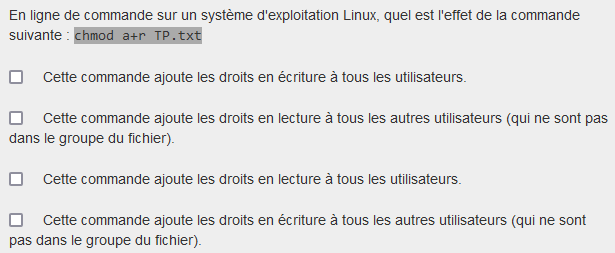 En ligne de commande sur un système d'exploitation Linux, quel est l'effet de la commande
suivante : chmod a+r TP.txt
Cette commande ajoute les droits en écriture à tous les utilisateurs.
Cette commande ajoute les droits en lecture à tous les autres utilisateurs (qui ne sont pas
dans le groupe du fichier).
Cette commande ajoute les droits en lecture à tous les utilisateurs.
Cette commande ajoute les droits en écriture à tous les autres utilisateurs (qui ne sont
pas dans le groupe du fichier).